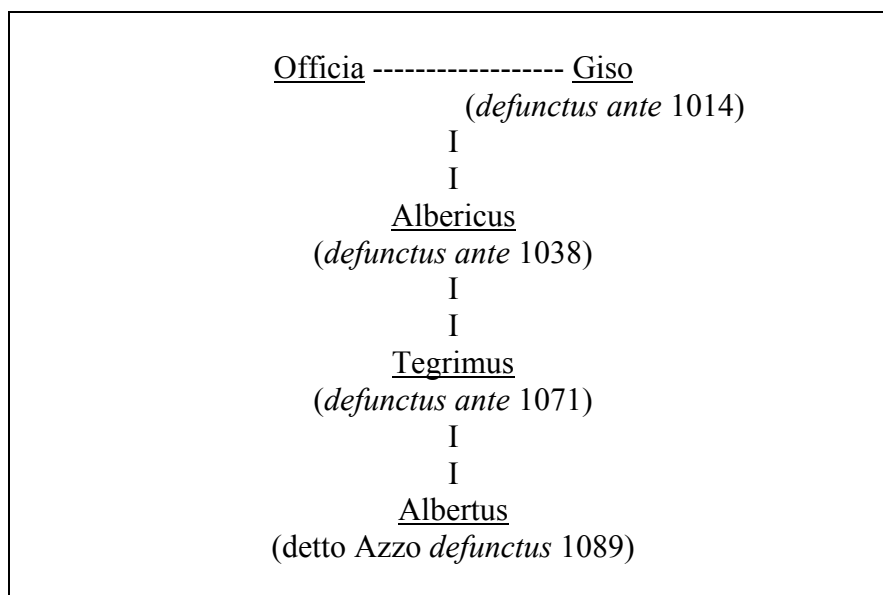 Officia ------------------ Giso
(defunctus ante 1014)
I
I
Albericus
(defunctus ante 1038)
I
I
Tegrimus
(defunctus ante 1071)
I
I
Albertus
(detto Azzo defunctus 1089)